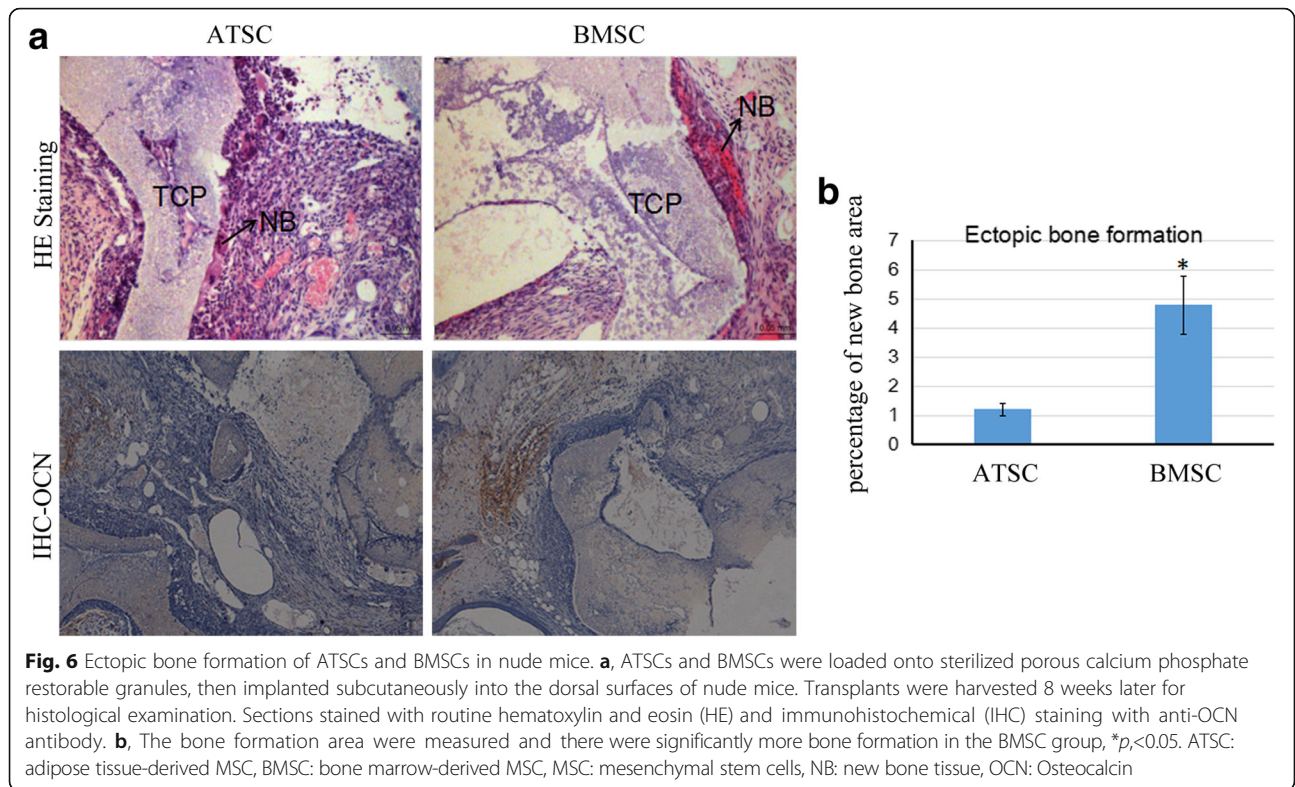 a
ATSC
BMSC
HE Staining
TCP
NB
0.05 mm
TCP
NB
0.05 mm
IHC-OCN
b
Ectopic bone formation
percentage of new bone area
7
6
5
4
3
2
1
0
*
ATSC
BMSC
Fig. 6 Ectopic bone formation of ATSCs and BMSCs in nude mice. a, ATSCs and BMSCs were loaded onto sterilized porous calcium phosphate
restorable granules, then implanted subcutaneously into the dorsal surfaces of nude mice. Transplants were harvested 8 weeks later for
histological examination. Sections stained with routine hematoxylin and eosin (HE) and immunohistochemical (IHC) staining with anti-OCN
antibody. b, The bone formation area were measured and there were significantly more bone formation in the BMSC group, *p,<0.05. ATSC:
adipose tissue-derived MSC, BMSC: bone marrow-derived MSC, MSC: mesenchymal stem cells, NB: new bone tissue, OCN: Osteocalcin